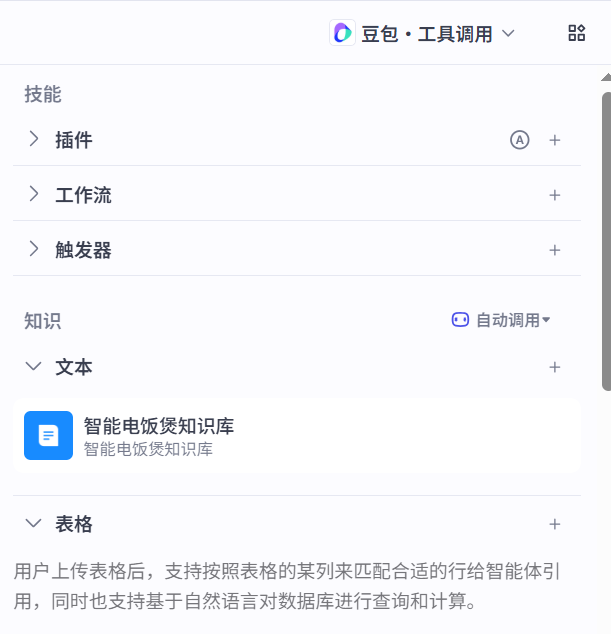 豆包・工具调用
技能
插件
A
工作流
触发器
知识
自动调用
文本
智能电饭煲知识库
智能电饭煲知识库
表格
用户上传表格后，支持按照表格的某列来匹配合适的行给智能体引
用，同时也支持基于自然语言对数据库进行查询和计算。